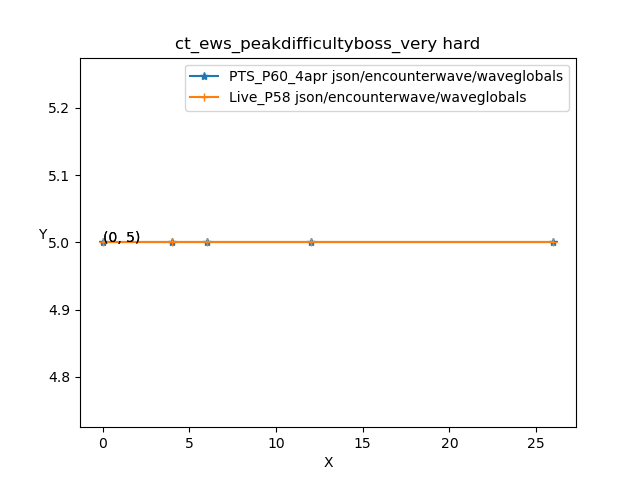 ct_ews_peakdifficultyboss_very hard
PTS_P60_4apr json/encounterwave/waveglobals
Live_P58 json/encounterwave/waveglobals
5.2
5.1
Y
5.0
(0, 5)
4.9
4.8
0 5 10 15 20 25
X